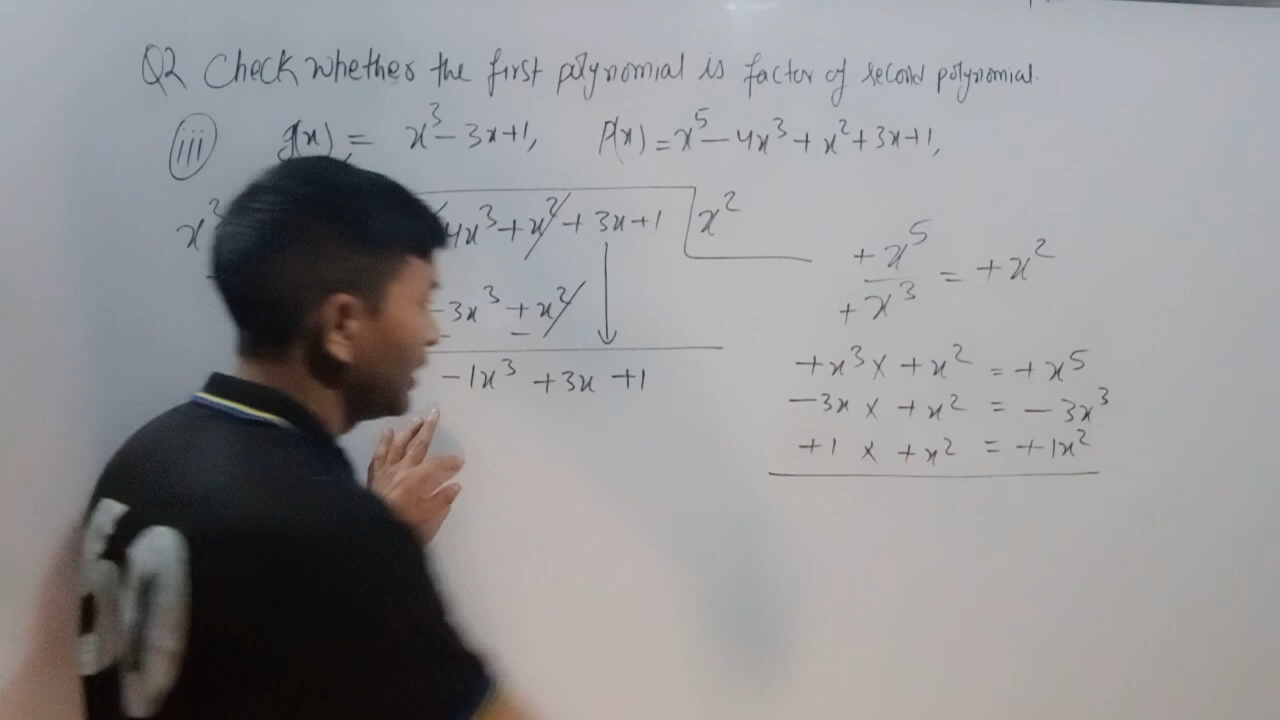 Q2 Check whether the first polynomial is factor of second polynomial.
(iii) g(x) = x³ - 3x + 1, P(x) = x⁵ - 4x³ + x² + 3x + 1,
4x³ + x² + 3x + 1 x²
-3x³ + x²
- -
-1x³ + 3x + 1
+x⁵ / +x³ = +x²
+x³ × +x² = +x⁵
-3x × +x² = -3x³
+1 × +x² = +1x²
50